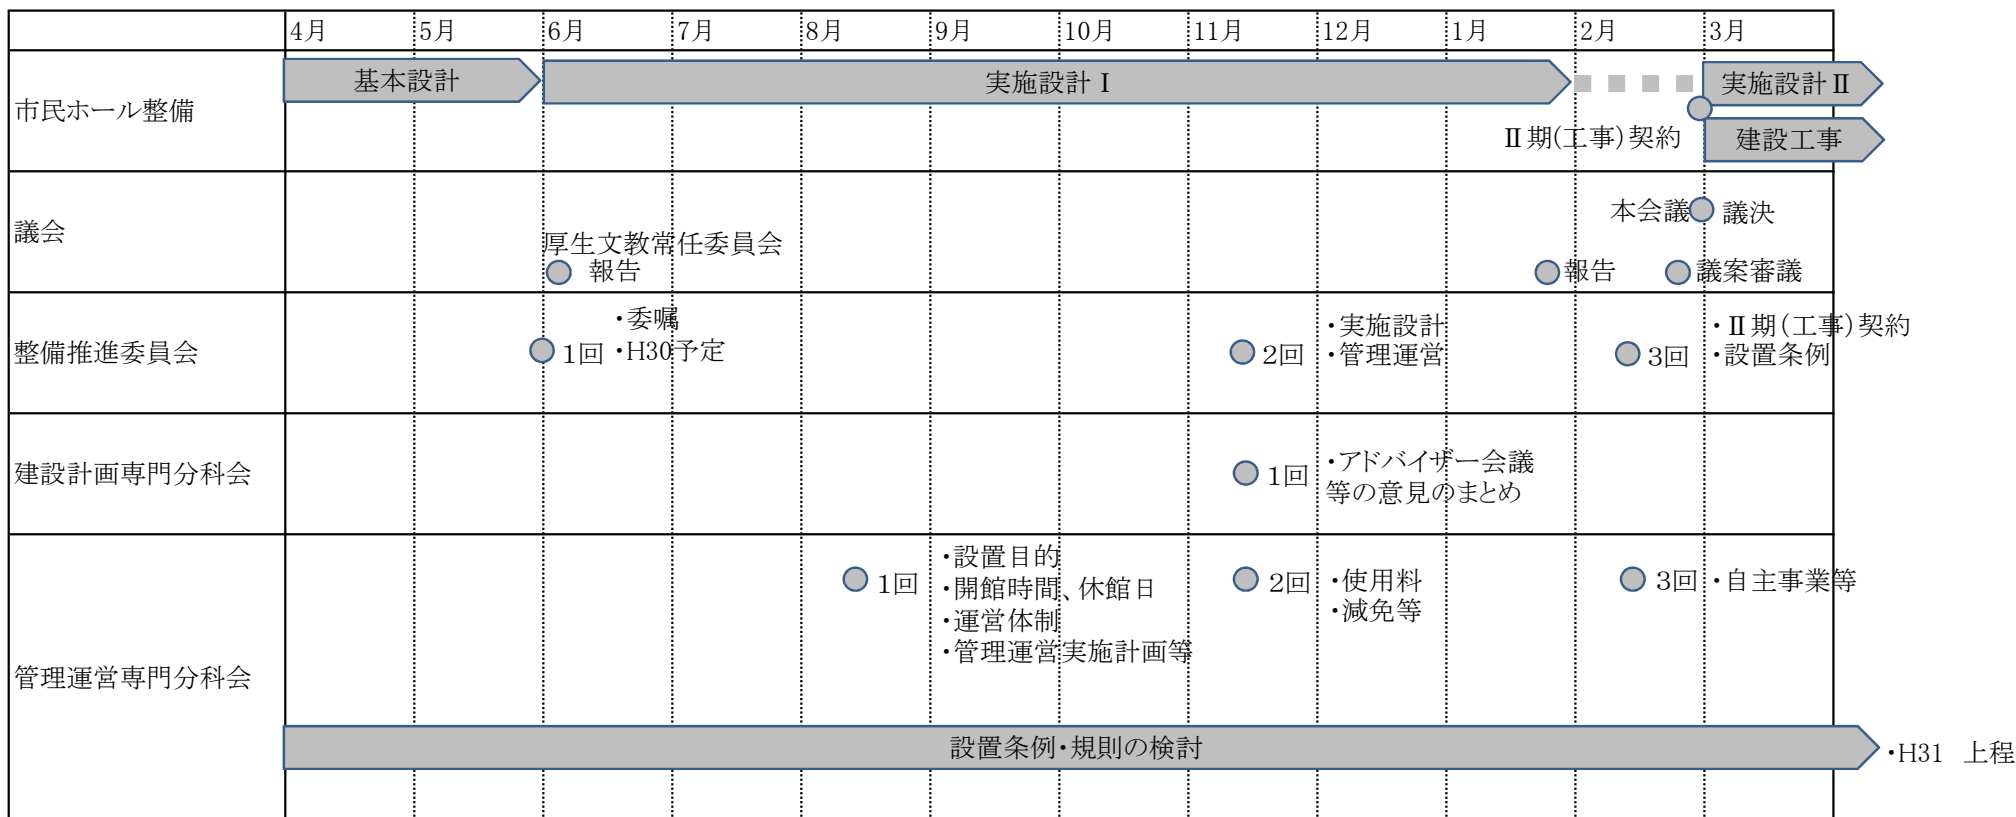 4月 5月 6月 7月 8月 9月 10月 11月 12月 1月 2月 3月
市民ホール整備
基本設計
実施設計Ⅰ
実施設計Ⅱ
Ⅱ期(工事)契約
建設工事
議会
本会議 議決
厚生文教常任委員会
報告
報告
議案審議
整備推進委員会
1回
・委嘱
・H30予定
2回
・実施設計
・管理運営
3回
・Ⅱ期(工事)契約
・設置条例
建設計画専門分科会
1回
・アドバイザー会議
等の意見のまとめ
管理運営専門分科会
1回
・設置目的
・開館時間、休館日
・運営体制
・管理運営実施計画等
2回
・使用料
・減免等
3回
・自主事業等
設置条例・規則の検討
・H31 上程